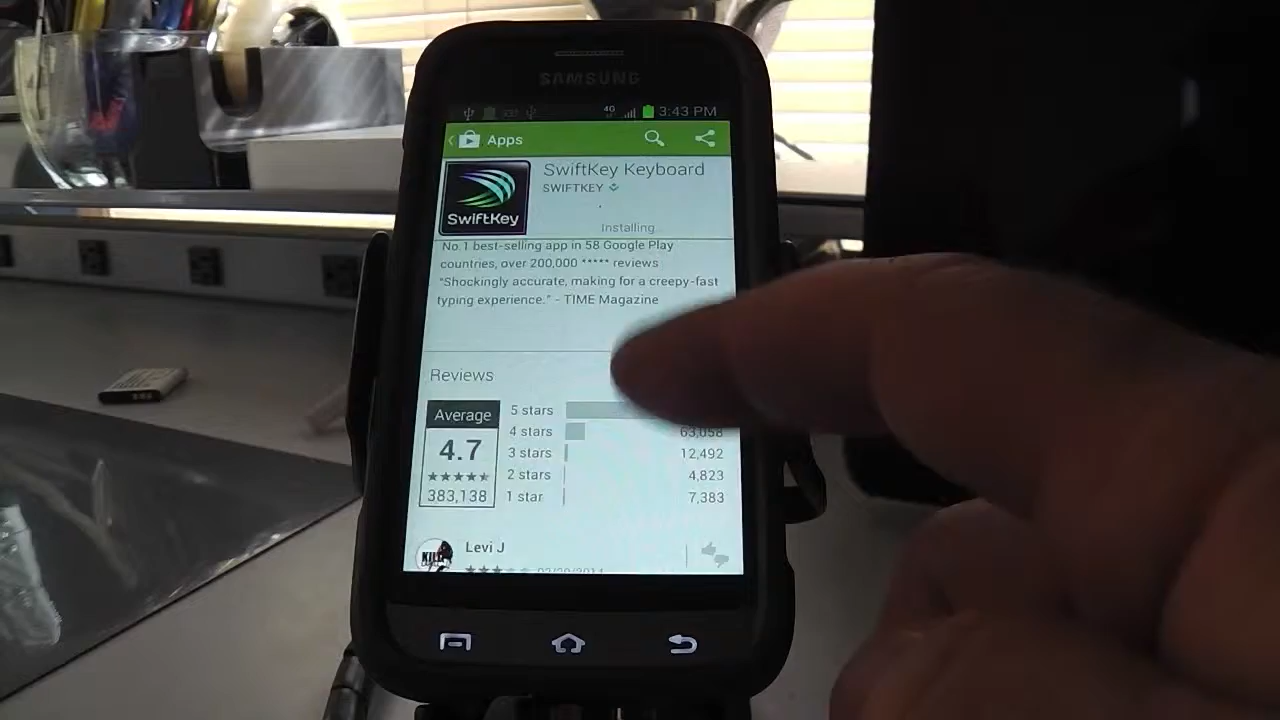 SAMSUNG
4G 3:43 PM
Apps
SwiftKey Keyboard
SWIFTKEY
SwiftKey
Installing
No 1 best-selling app in 58 Google Play
countries, over 200,000 ***** reviews
"Shockingly accurate, making for a creepy-fast
typing experience." - TIME Magazine
Reviews
Average
4.7
383,138
5 stars
4 stars 63,058
3 stars 12,492
2 stars 4,823
1 star 7,383
Levi J